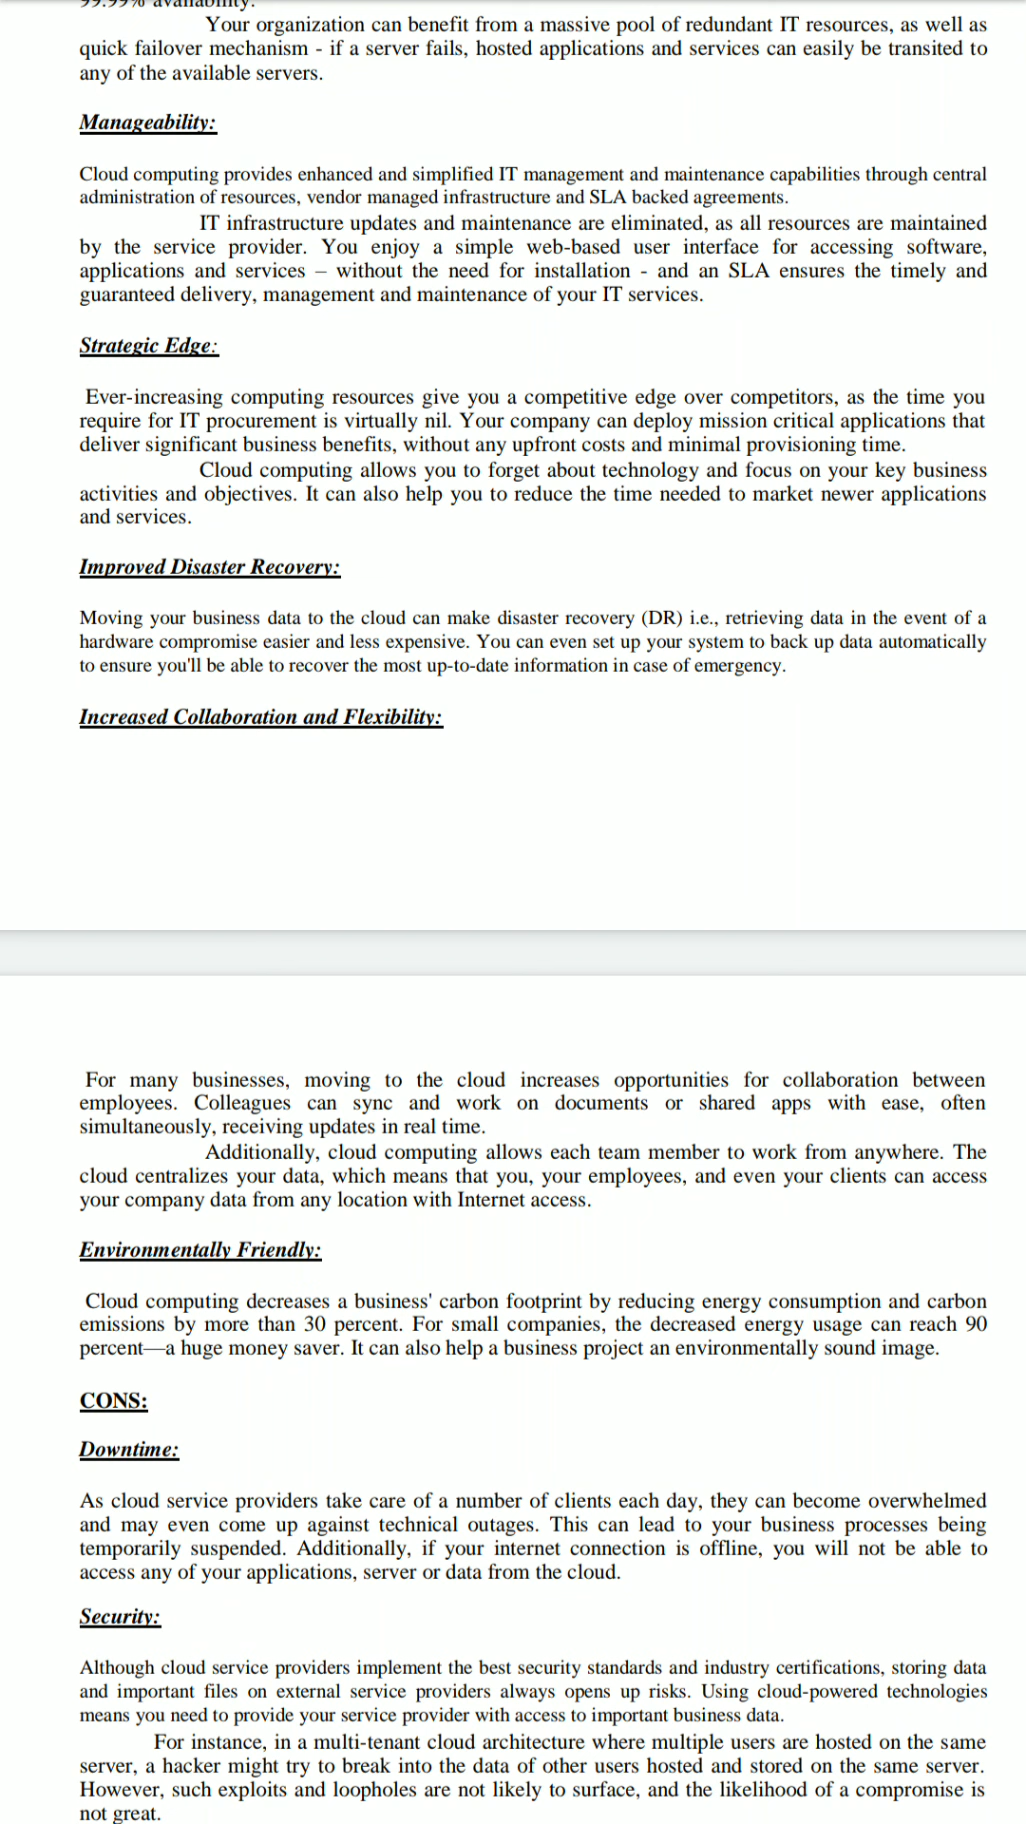 99.99% availability.
Your organization can benefit from a massive pool of redundant IT resources, as well as
quick failover mechanism - if a server fails, hosted applications and services can easily be transited to
any of the available servers.
Manageability:
Cloud computing provides enhanced and simplified IT management and maintenance capabilities through central
administration of resources, vendor managed infrastructure and SLA backed agreements.
IT infrastructure updates and maintenance are eliminated, as all resources are maintained
by the service provider. You enjoy a simple web-based user interface for accessing software,
applications and services – without the need for installation - and an SLA ensures the timely and
guaranteed delivery, management and maintenance of your IT services.
Strategic Edge:
Ever-increasing computing resources give you a competitive edge over competitors, as the time you
require for IT procurement is virtually nil. Your company can deploy mission critical applications that
deliver significant business benefits, without any upfront costs and minimal provisioning time.
Cloud computing allows you to forget about technology and focus on your key business
activities and objectives. It can also help you to reduce the time needed to market newer applications
and services.
Improved Disaster Recovery:
Moving your business data to the cloud can make disaster recovery (DR) i.e., retrieving data in the event of a
hardware compromise easier and less expensive. You can even set up your system to back up data automatically
to ensure you'll be able to recover the most up-to-date information in case of emergency.
Increased Collaboration and Flexibility:
For many businesses, moving to the cloud increases opportunities for collaboration between
employees. Colleagues can sync and work on documents or shared apps with ease, often
simultaneously, receiving updates in real time.
Additionally, cloud computing allows each team member to work from anywhere. The
cloud centralizes your data, which means that you, your employees, and even your clients can access
your company data from any location with Internet access.
Environmentally Friendly:
Cloud computing decreases a business' carbon footprint by reducing energy consumption and carbon
emissions by more than 30 percent. For small companies, the decreased energy usage can reach 90
percent—a huge money saver. It can also help a business project an environmentally sound image.
CONS:
Downtime:
As cloud service providers take care of a number of clients each day, they can become overwhelmed
and may even come up against technical outages. This can lead to your business processes being
temporarily suspended. Additionally, if your internet connection is offline, you will not be able to
access any of your applications, server or data from the cloud.
Security:
Although cloud service providers implement the best security standards and industry certifications, storing data
and important files on external service providers always opens up risks. Using cloud-powered technologies
means you need to provide your service provider with access to important business data.
For instance, in a multi-tenant cloud architecture where multiple users are hosted on the same
server, a hacker might try to break into the data of other users hosted and stored on the same server.
However, such exploits and loopholes are not likely to surface, and the likelihood of a compromise is
not great.